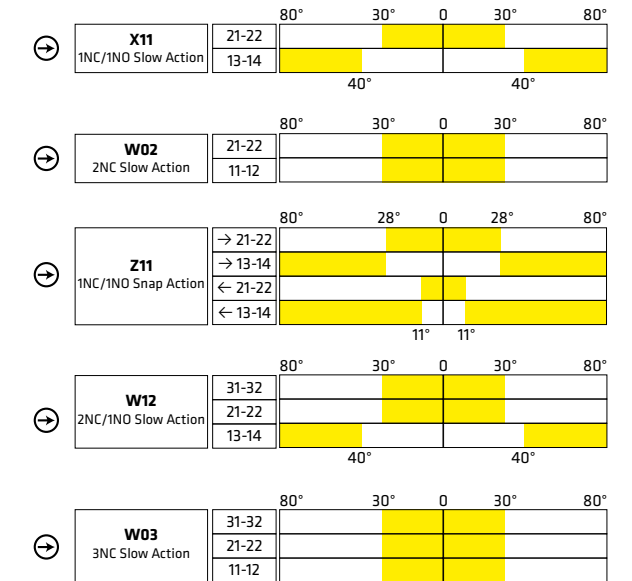 80° 30° 0 30° 80°
X11 21-22
1NC/1NO Slow Action 13-14
40° 40°
80° 30° 0 30° 80°
W02 21-22
2NC Slow Action 11-12
80° 28° 0 28° 80°
→ 21-22
Z11 → 13-14
1NC/1NO Snap Action ← 21-22
← 13-14
11° 11°
80° 30° 0 30° 80°
31-32
W12 21-22
2NC/1NO Slow Action 13-14
40° 40°
80° 30° 0 30° 80°
31-32
W03 21-22
3NC Slow Action 11-12